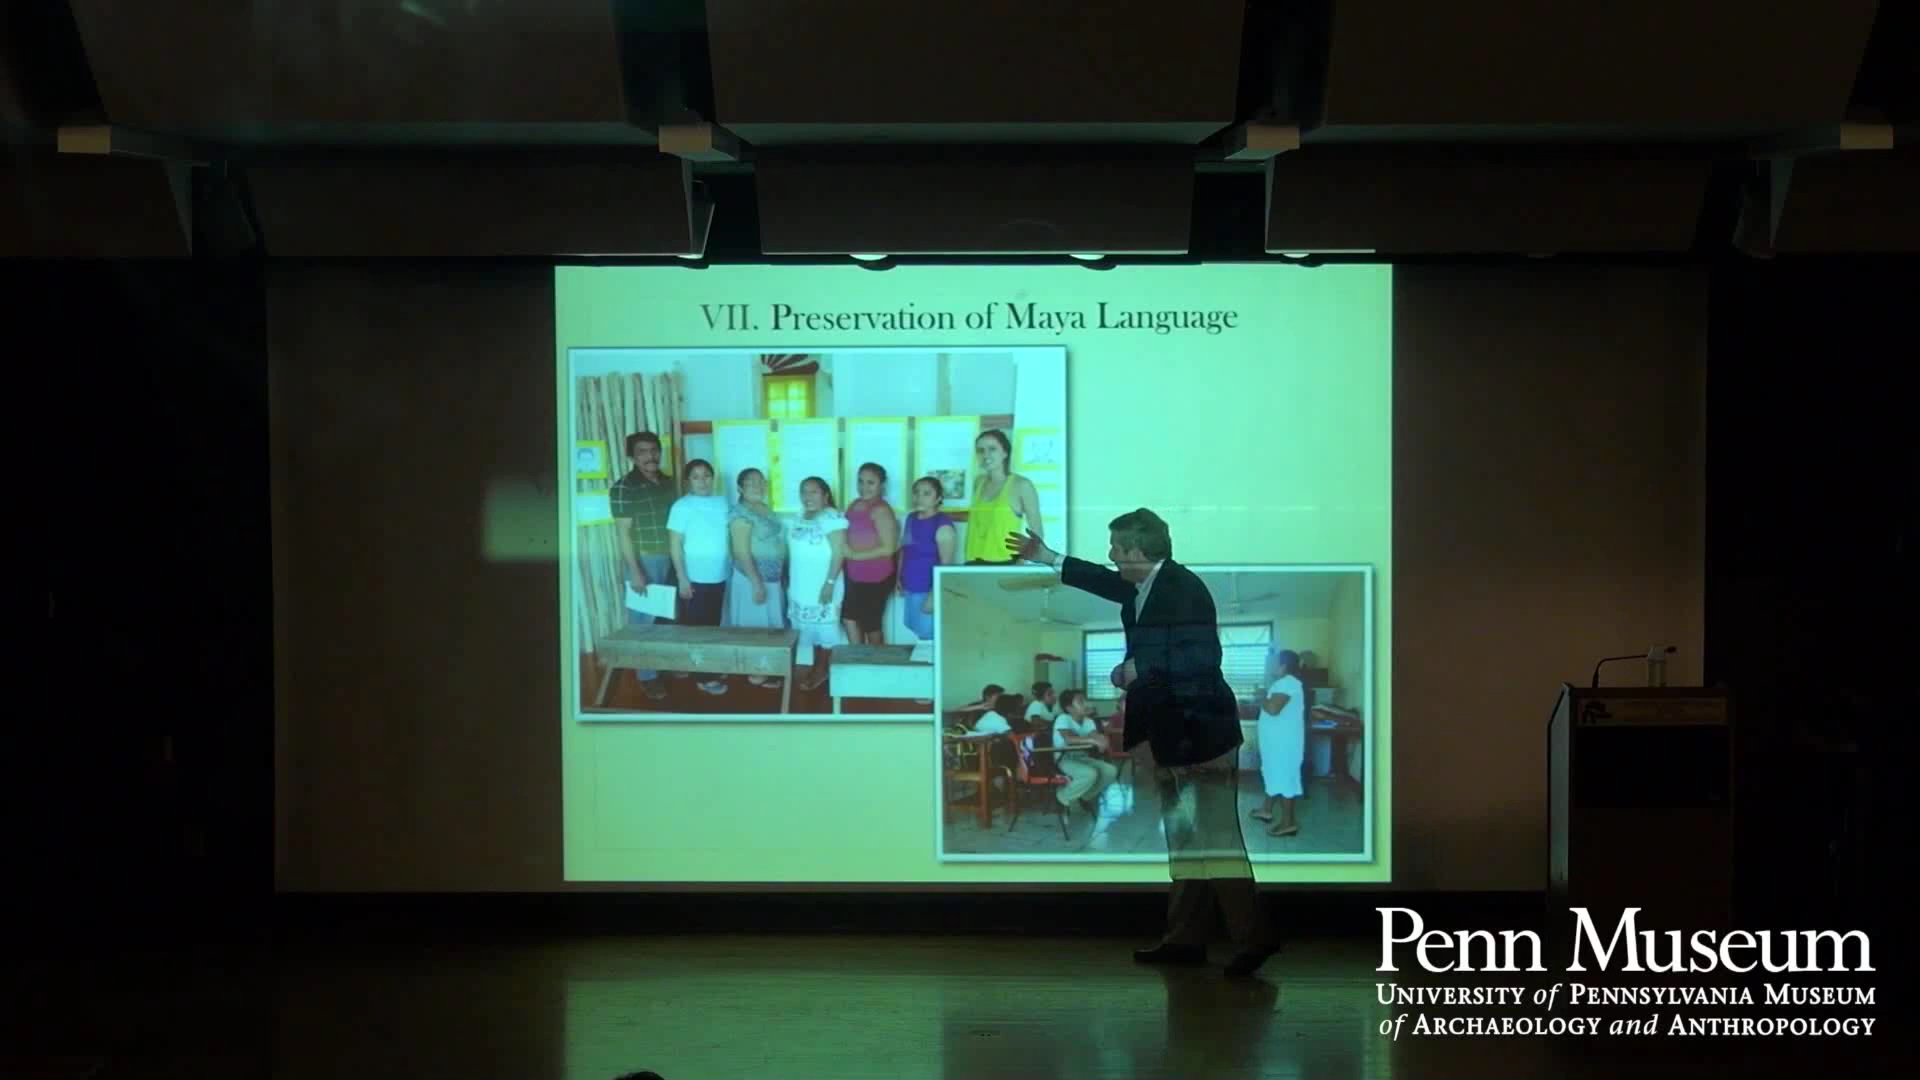 VII. Preservation of Maya Language
Penn Museum
University of Pennsylvania Museum
of Archaeology and Anthropology